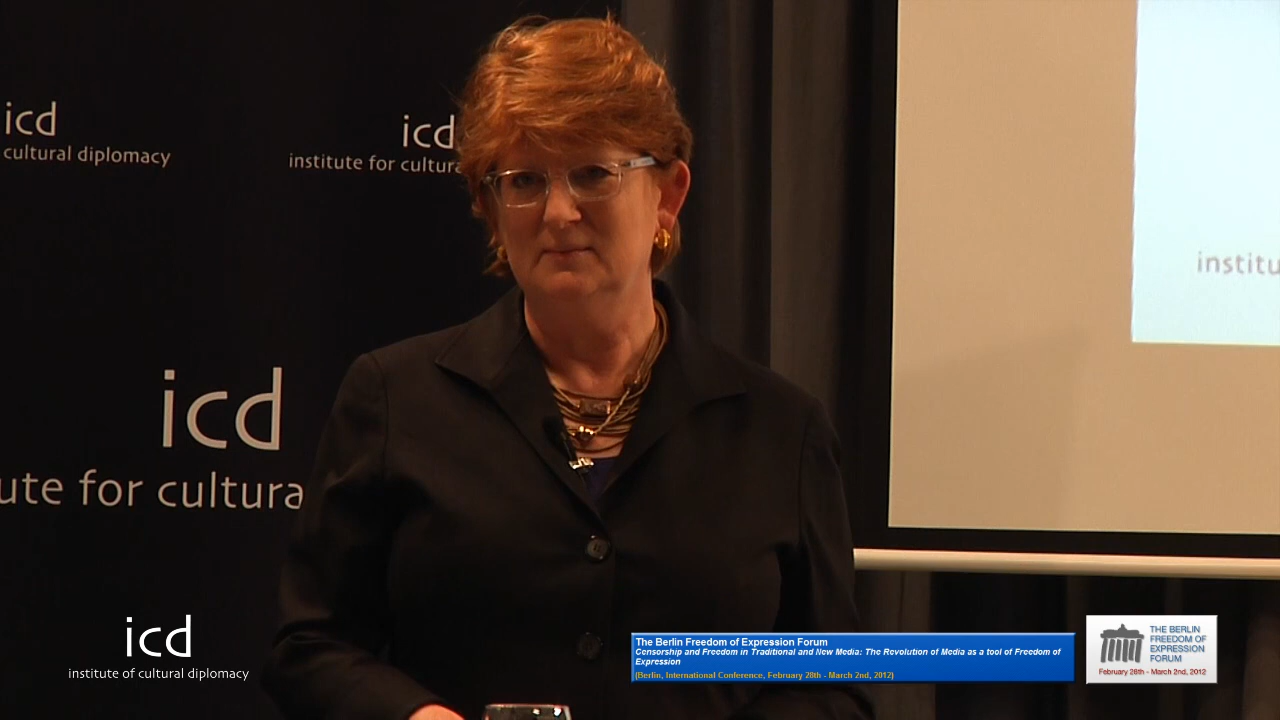 icd
cultural diplomacy
icd
institute for cultura
icd
ute for cultura
institu
icd
institute of cultural diplomacy
The Berlin Freedom of Expression Forum
Censorship and Freedom in Traditional and New Media: The Revolution of Media as a tool of Freedom of
Expression
(Berlin, International Conference, February 28th - March 2nd, 2012)
THE BERLIN
FREEDOM OF
EXPRESSION
FORUM
February 28th - March 2nd, 2012